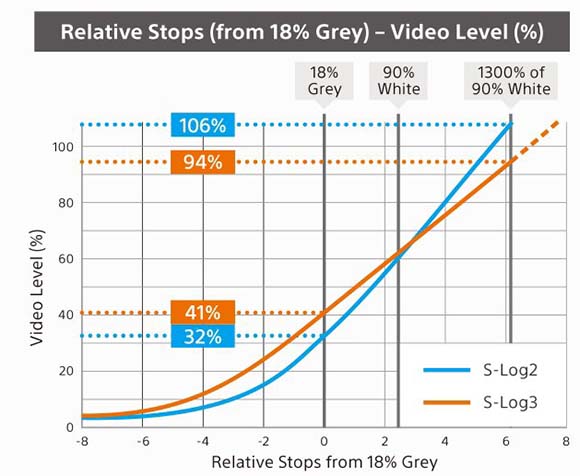 Relative Stops (from 18% Grey) – Video Level (%)
18%
Grey
90%
White
1300% of
90% White
106%
94%
41%
32%
100
80
60
40
20
0
Video Level (%)
S-Log2
S-Log3
-8 -6 -4 -2 0 2 4 6 8
Relative Stops from 18% Grey